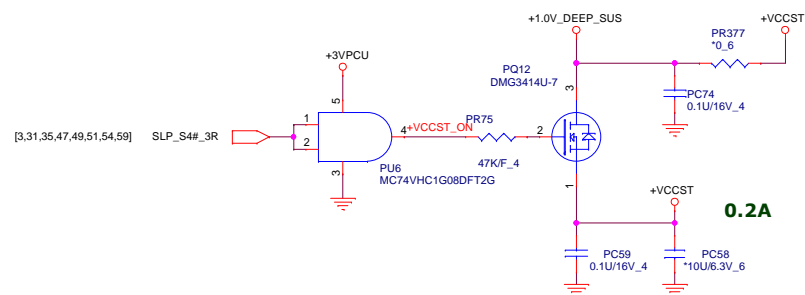 +1.0V_DEEP_SUS
+VCCST
PR377
*0_6
+3VPCU
PQ12
DMG3414U-7
3
PC74
0.1U/16V_4
5
[3,31,35,47,49,51,54,59]
SLP_S4#_3R
1
2
4
+VCCST_ON
PR75
2
47K/F_4
3
PU6
MC74VHC1G08DFT2G
1
+VCCST
0.2A
PC59
0.1U/16V_4
PC58
*10U/6.3V_6